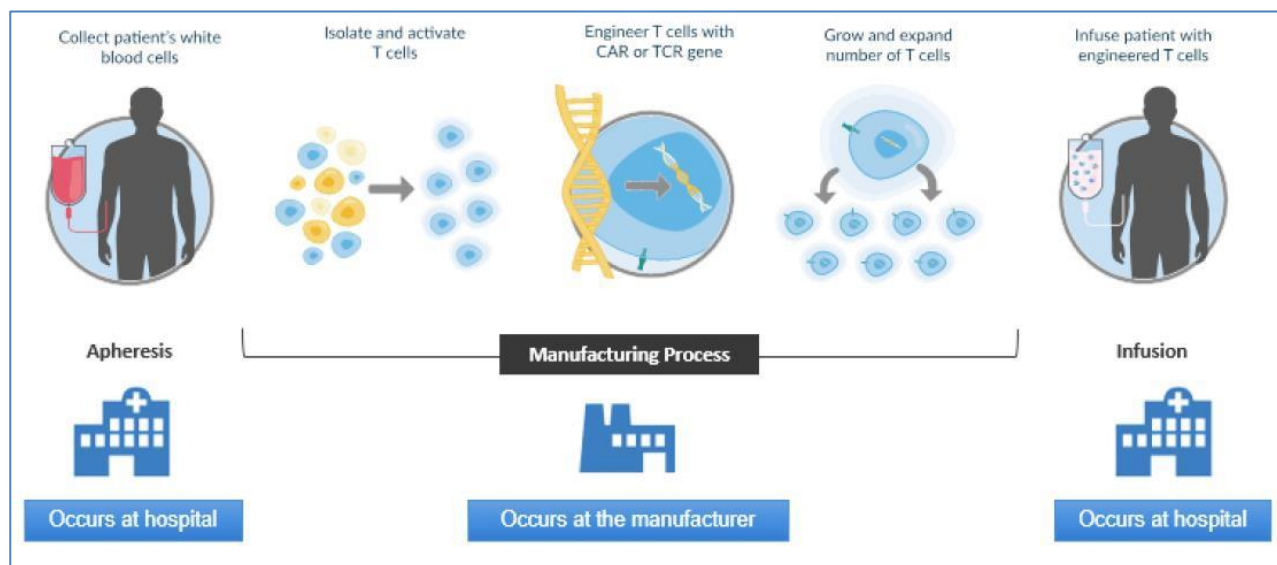 Collect patient's white
blood cells
Isolate and activate
T cells
Engineer T cells with
CAR or TCR gene
Grow and expand
number of T cells
Infuse patient with
engineered T cells
Apheresis
Manufacturing Process
Infusion
Occurs at hospital
Occurs at the manufacturer
Occurs at hospital